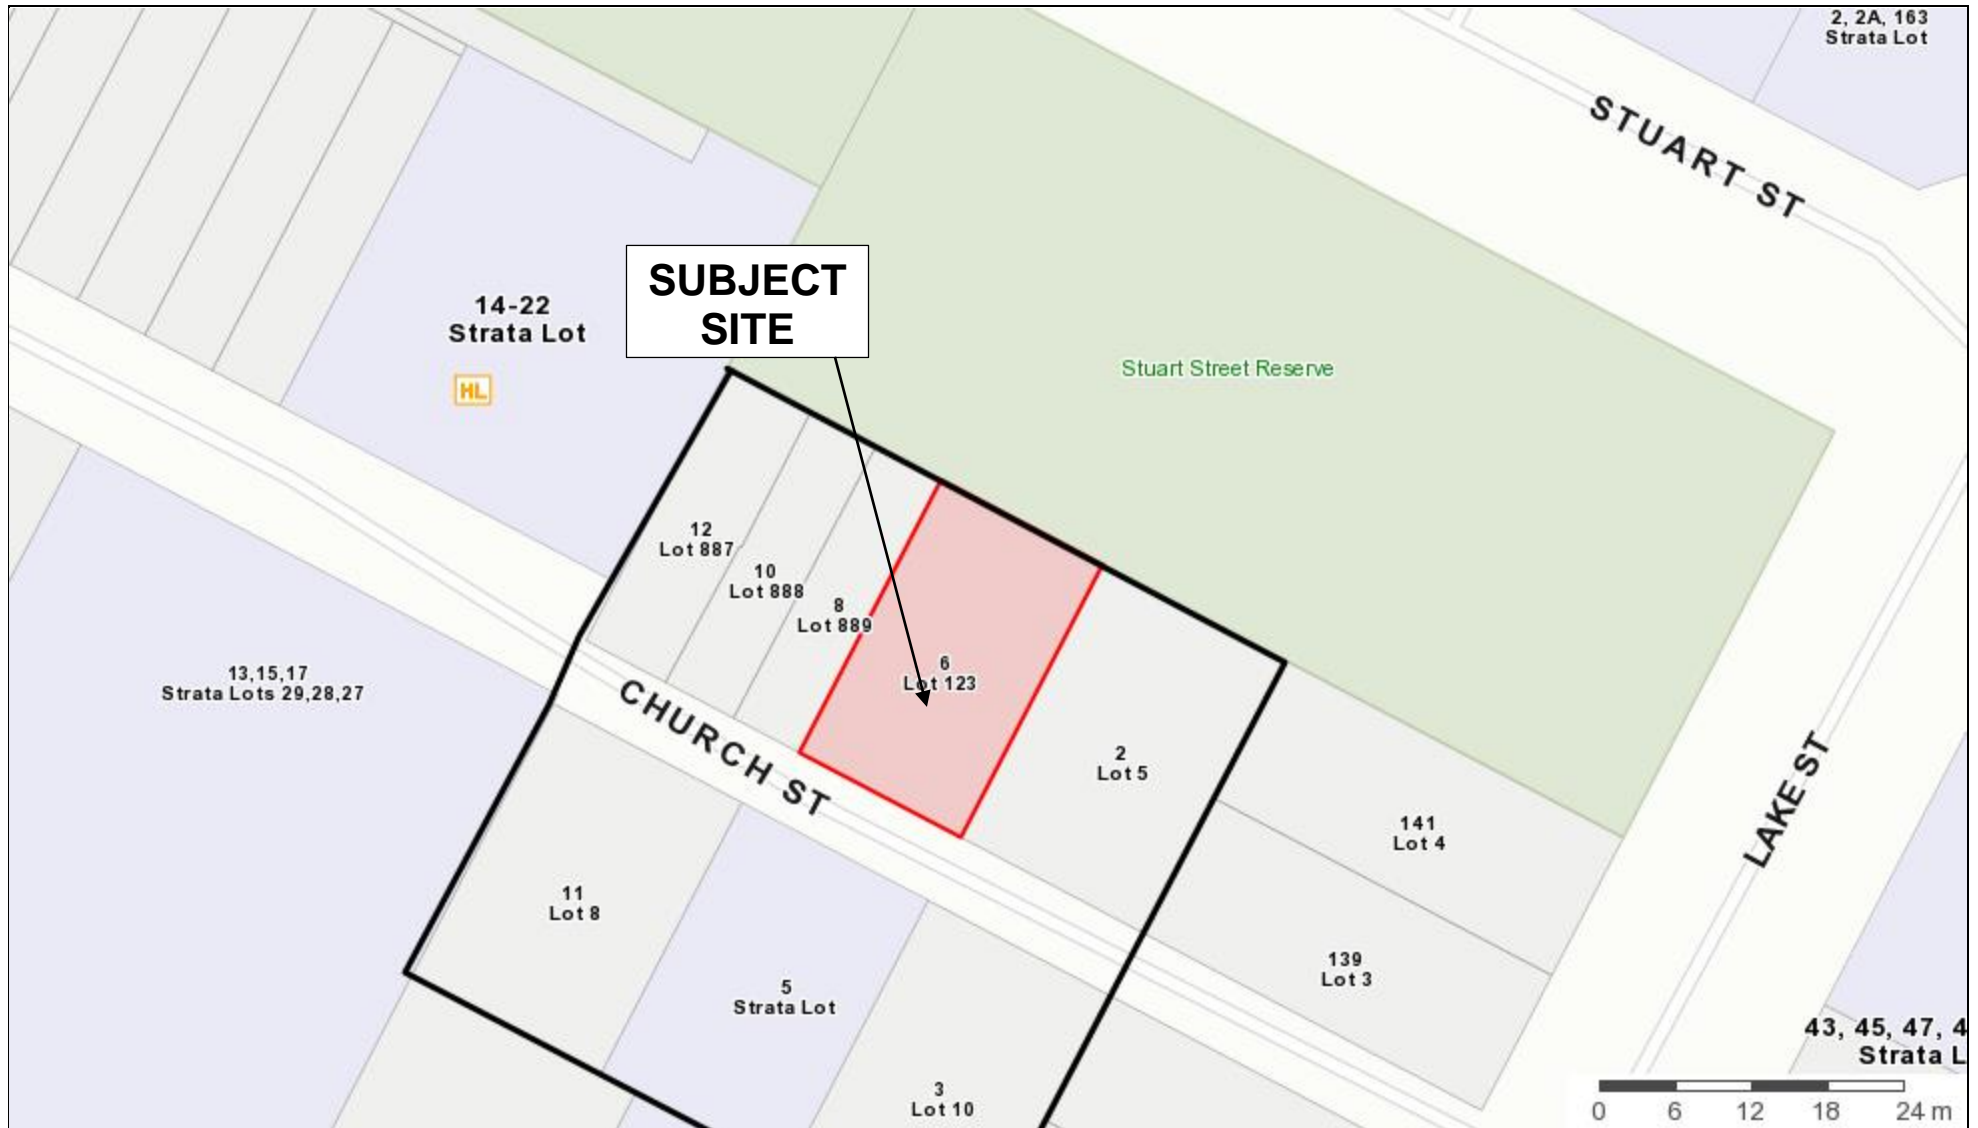 2, 2A, 163
Strata Lot
STUART ST
SUBJECT
SITE
14-22
Strata Lot
HL
Stuart Street Reserve
12
Lot 887
10
Lot 888
8
Lot 889
6
Lot 123
13,15,17
Strata Lots 29,28,27
CHURCH ST
2
Lot 5
LAKE ST
141
Lot 4
11
Lot 8
139
Lot 3
5
Strata Lot
43, 45, 47, 4
Strata L
3
Lot 10
0 6 12 18 24 m